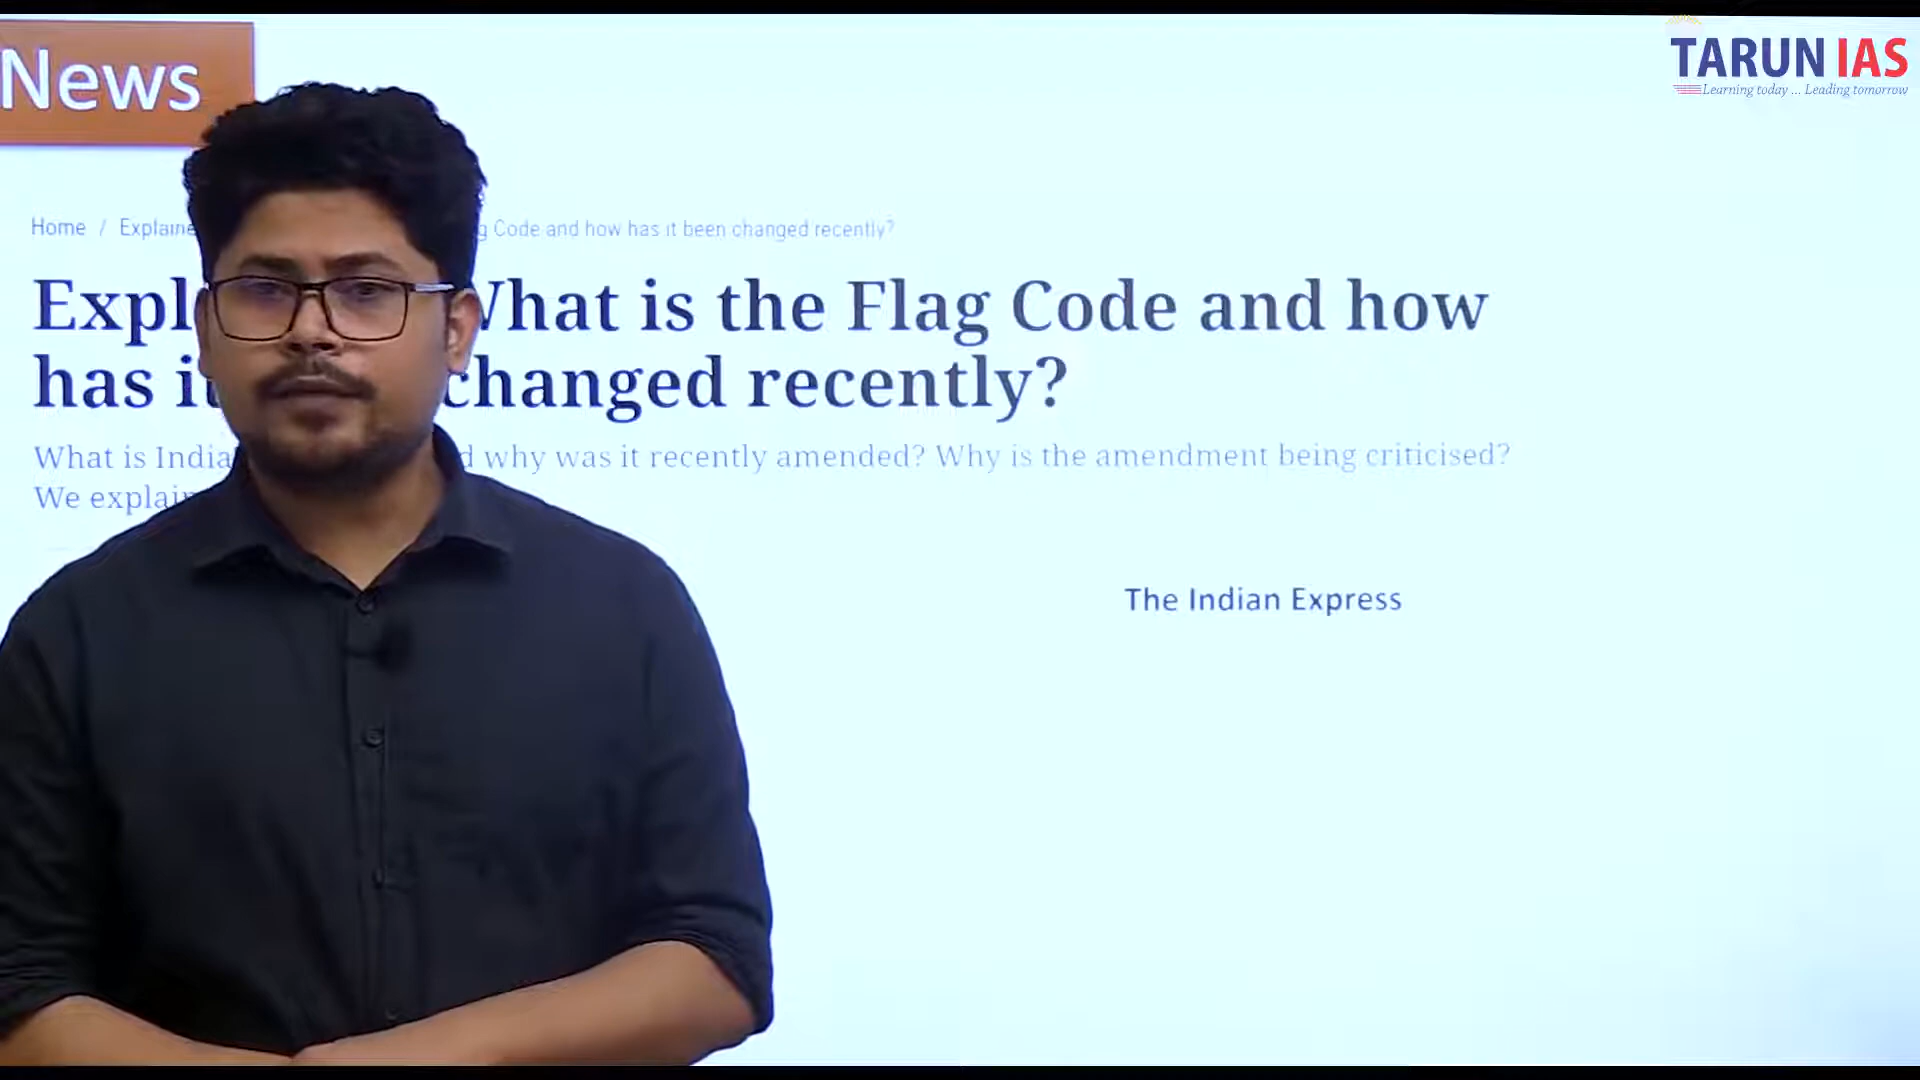 News
TARUN IAS
Learning today ... Leading tomorrow
Home / Explaine g Code and how has it been changed recently?
Expl What is the Flag Code and how
has it changed recently?
What is India d why was it recently amended? Why is the amendment being criticised?
We explain
The Indian Express